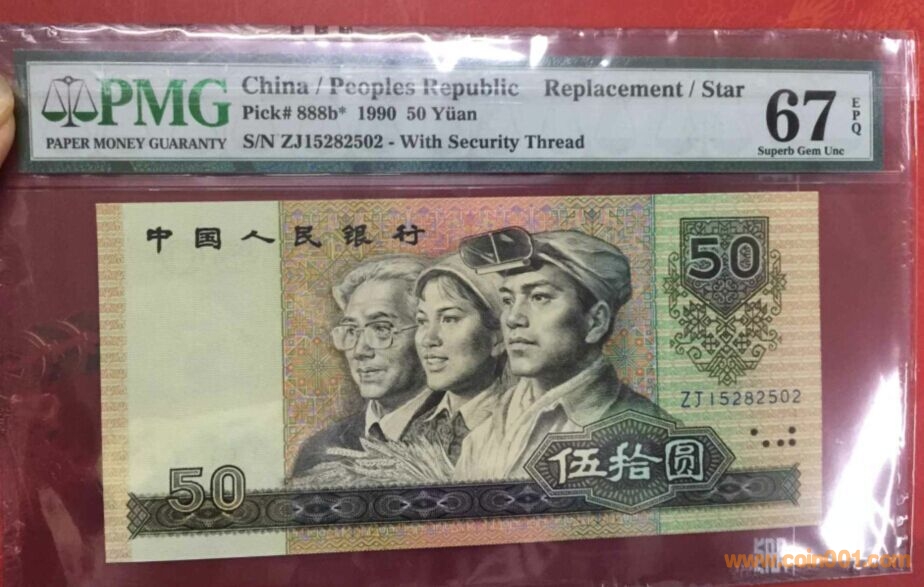 PMG
PAPER MONEY GUARANTY
China / Peoples Republic Replacement / Star
Pick# 888b* 1990 50 Yüan
S/N ZJ15282502 - With Security Thread
67
EPQ
Superb Gem Unc
中国人民银行
50
ZJ15282502
50
伍拾圆
www.coin001.com